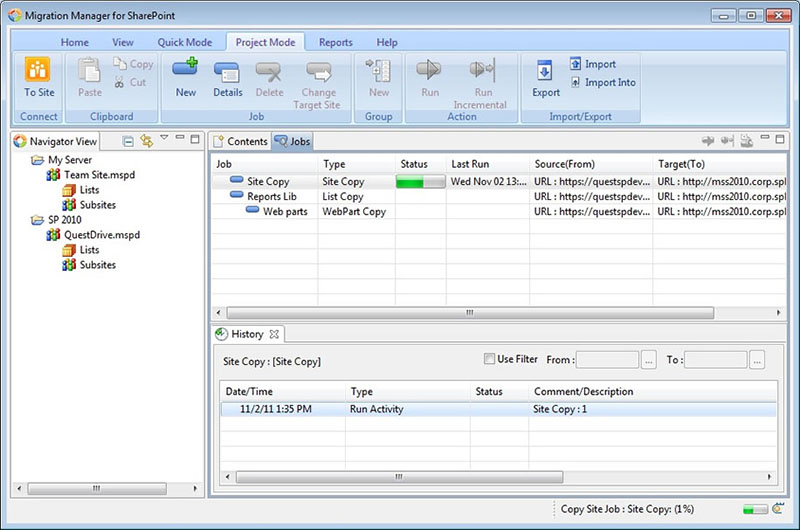 Migration Manager for SharePoint
Home View Quick Mode Project Mode Reports Help
To Site Paste Copy Cut New Details Delete Change Target Site New Run Run Incremental Export Import Import Into
Connect Clipboard Job Group Action Import/Export
Navigator View
My Server
Team Site.mspd
Lists
Subsites
SP 2010
QuestDrive.mspd
Lists
Subsites
Contents Jobs
Job Type Status Last Run Source(From) Target(To)
Site Copy Site Copy Wed Nov 02 13:... URL : https://questspdev... URL : http://mss2010.corp.spl
Reports Lib List Copy URL : https://questspdev... URL : http://mss2010.corp.spl
Web parts WebPart Copy URL : https://questspdev... URL : http://mss2010.corp.spl
History
Site Copy : [Site Copy] Use Filter From : ... To : ...
Date/Time Type Status Comment/Description
11/2/11 1:35 PM Run Activity Site Copy : 1
Copy Site Job : Site Copy: (1%)